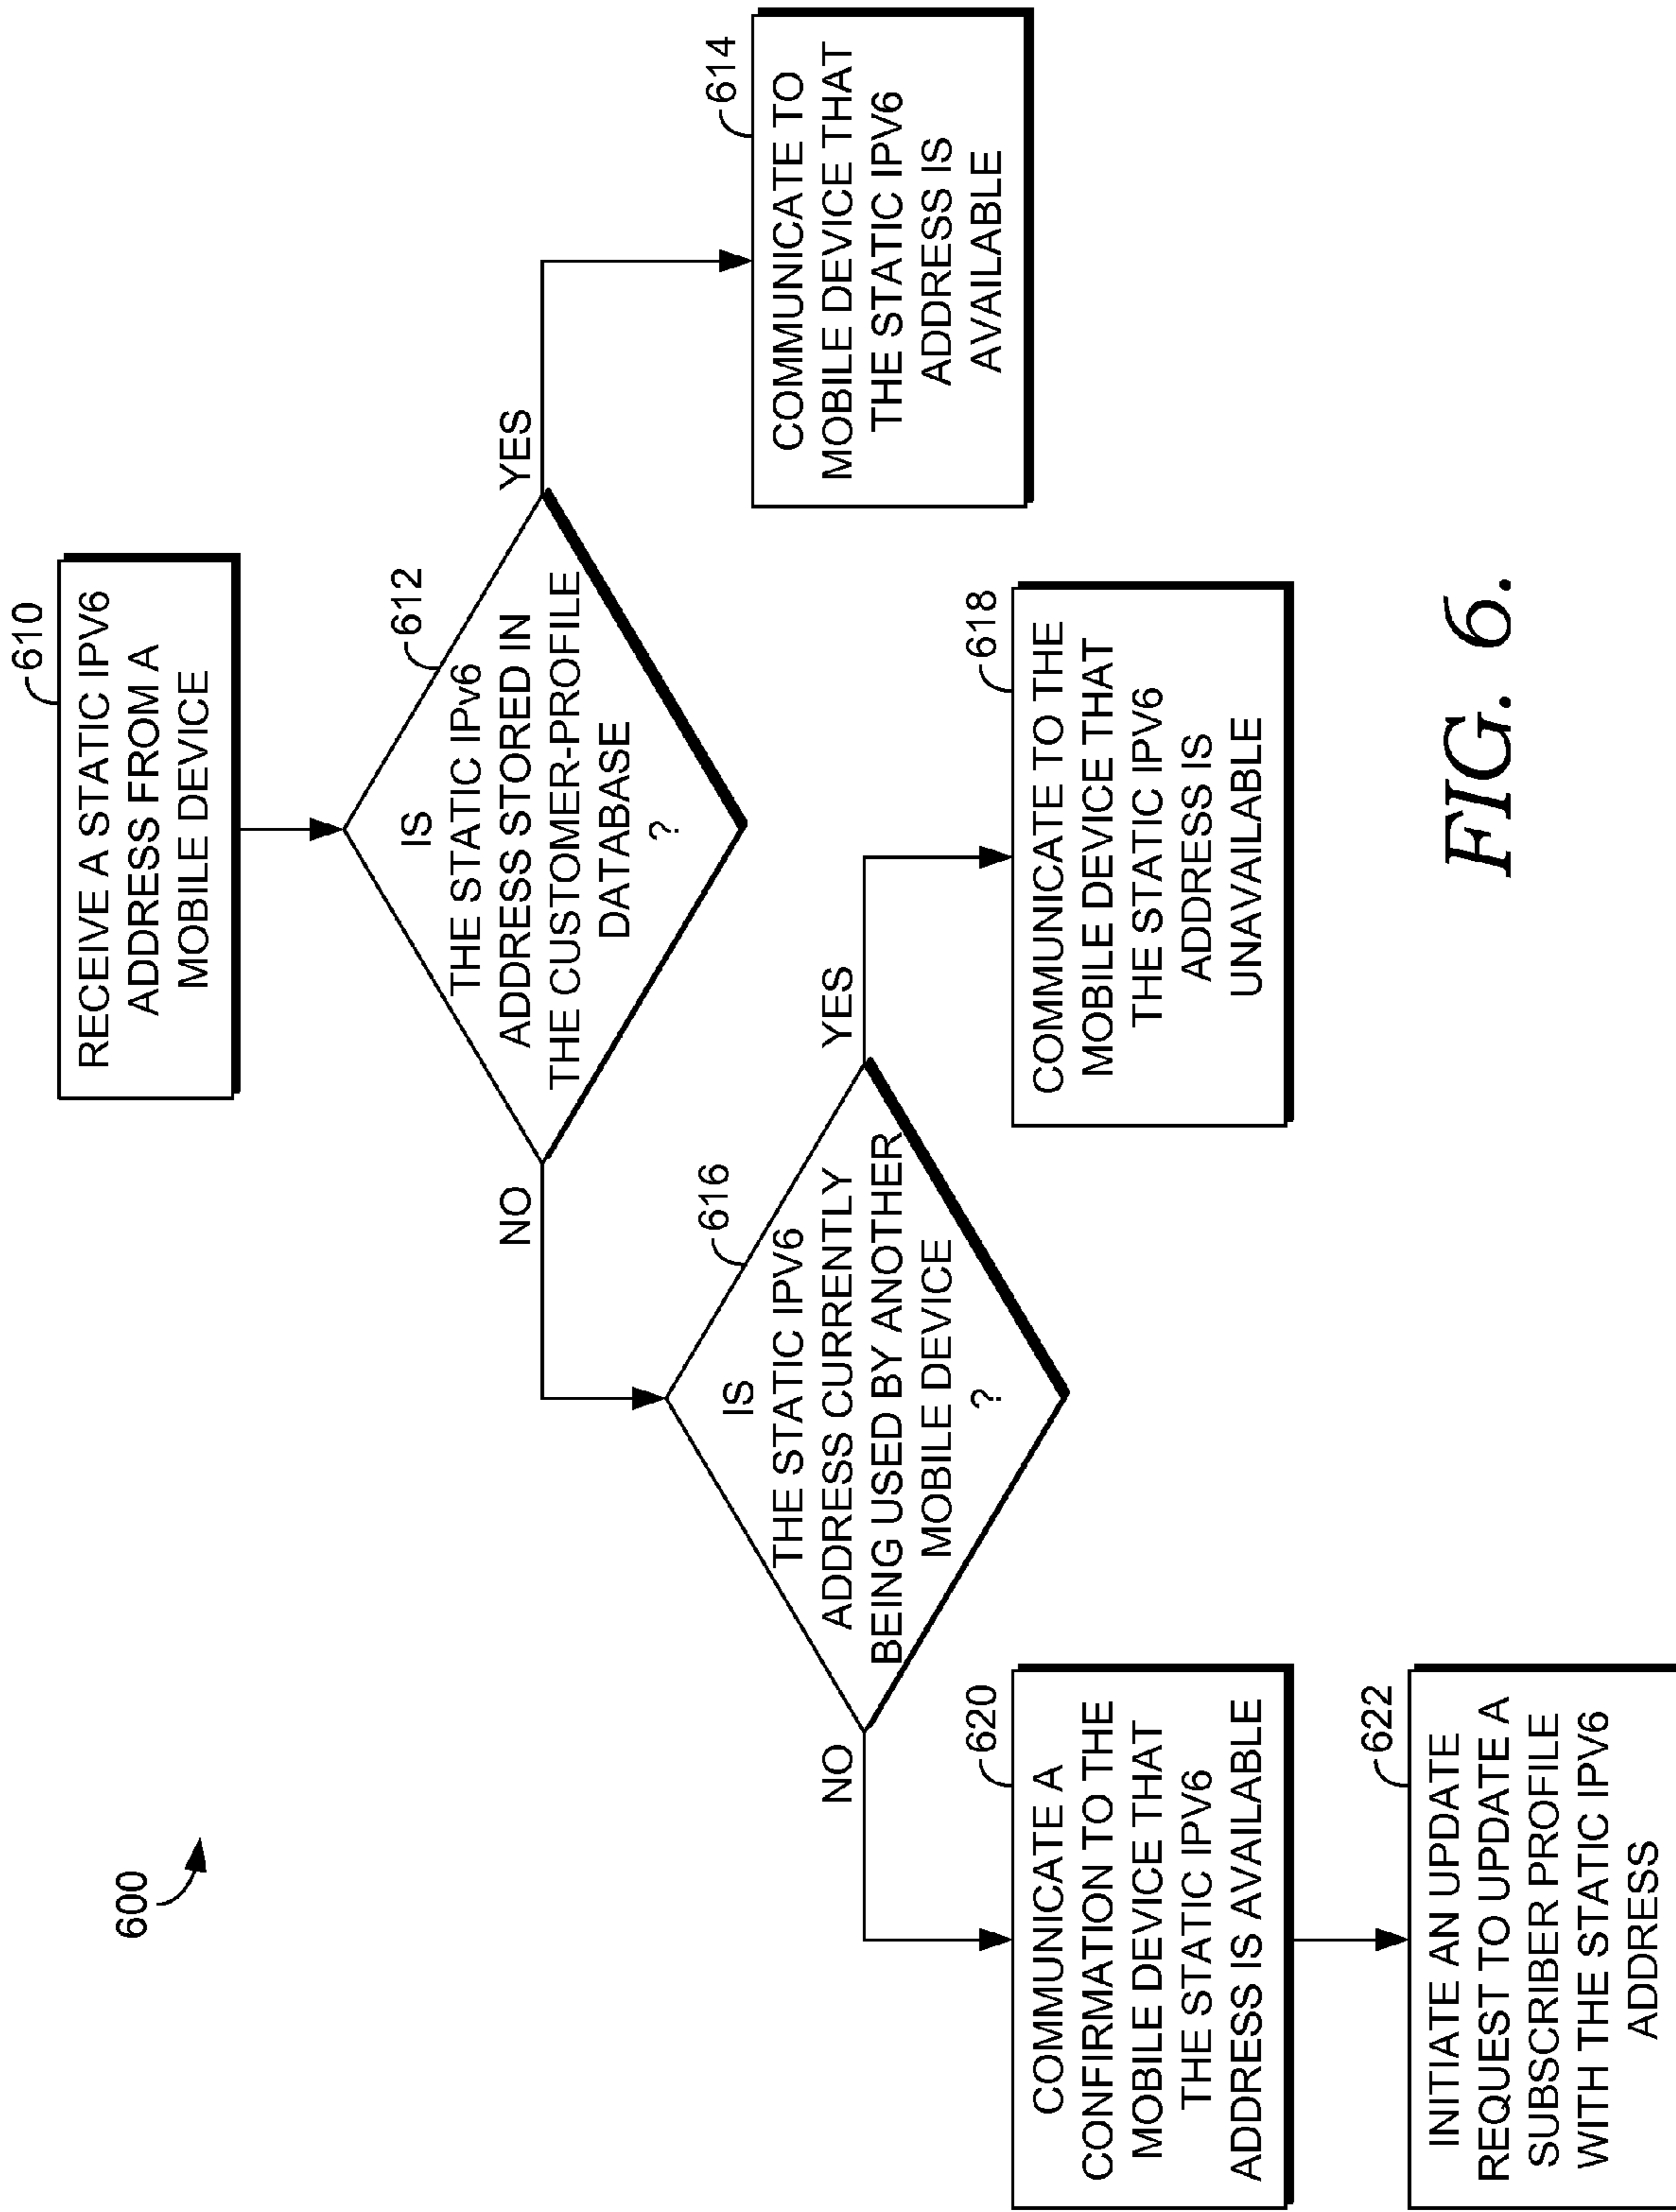 600
610
RECEIVE A STATIC IPV6
ADDRESS FROM A
MOBILE DEVICE
612
IS
THE STATIC IPv6
ADDRESS STORED IN
THE CUSTOMER-PROFILE
DATABASE
?
YES
NO
614
COMMUNICATE TO
MOBILE DEVICE THAT
THE STATIC IPV6
ADDRESS IS
AVAILABLE
616
IS
THE STATIC IPV6
ADDRESS CURRENTLY
BEING USED BY ANOTHER
MOBILE DEVICE
?
YES
NO
618
COMMUNICATE TO THE
MOBILE DEVICE THAT
THE STATIC IPV6
ADDRESS IS
UNAVAILABLE
620
COMMUNICATE A
CONFIRMATION TO THE
MOBILE DEVICE THAT
THE STATIC IPV6
ADDRESS IS AVAILABLE
622
INITIATE AN UPDATE
REQUEST TO UPDATE A
SUBSCRIBER PROFILE
WITH THE STATIC IPV6
ADDRESS
FIG. 6.